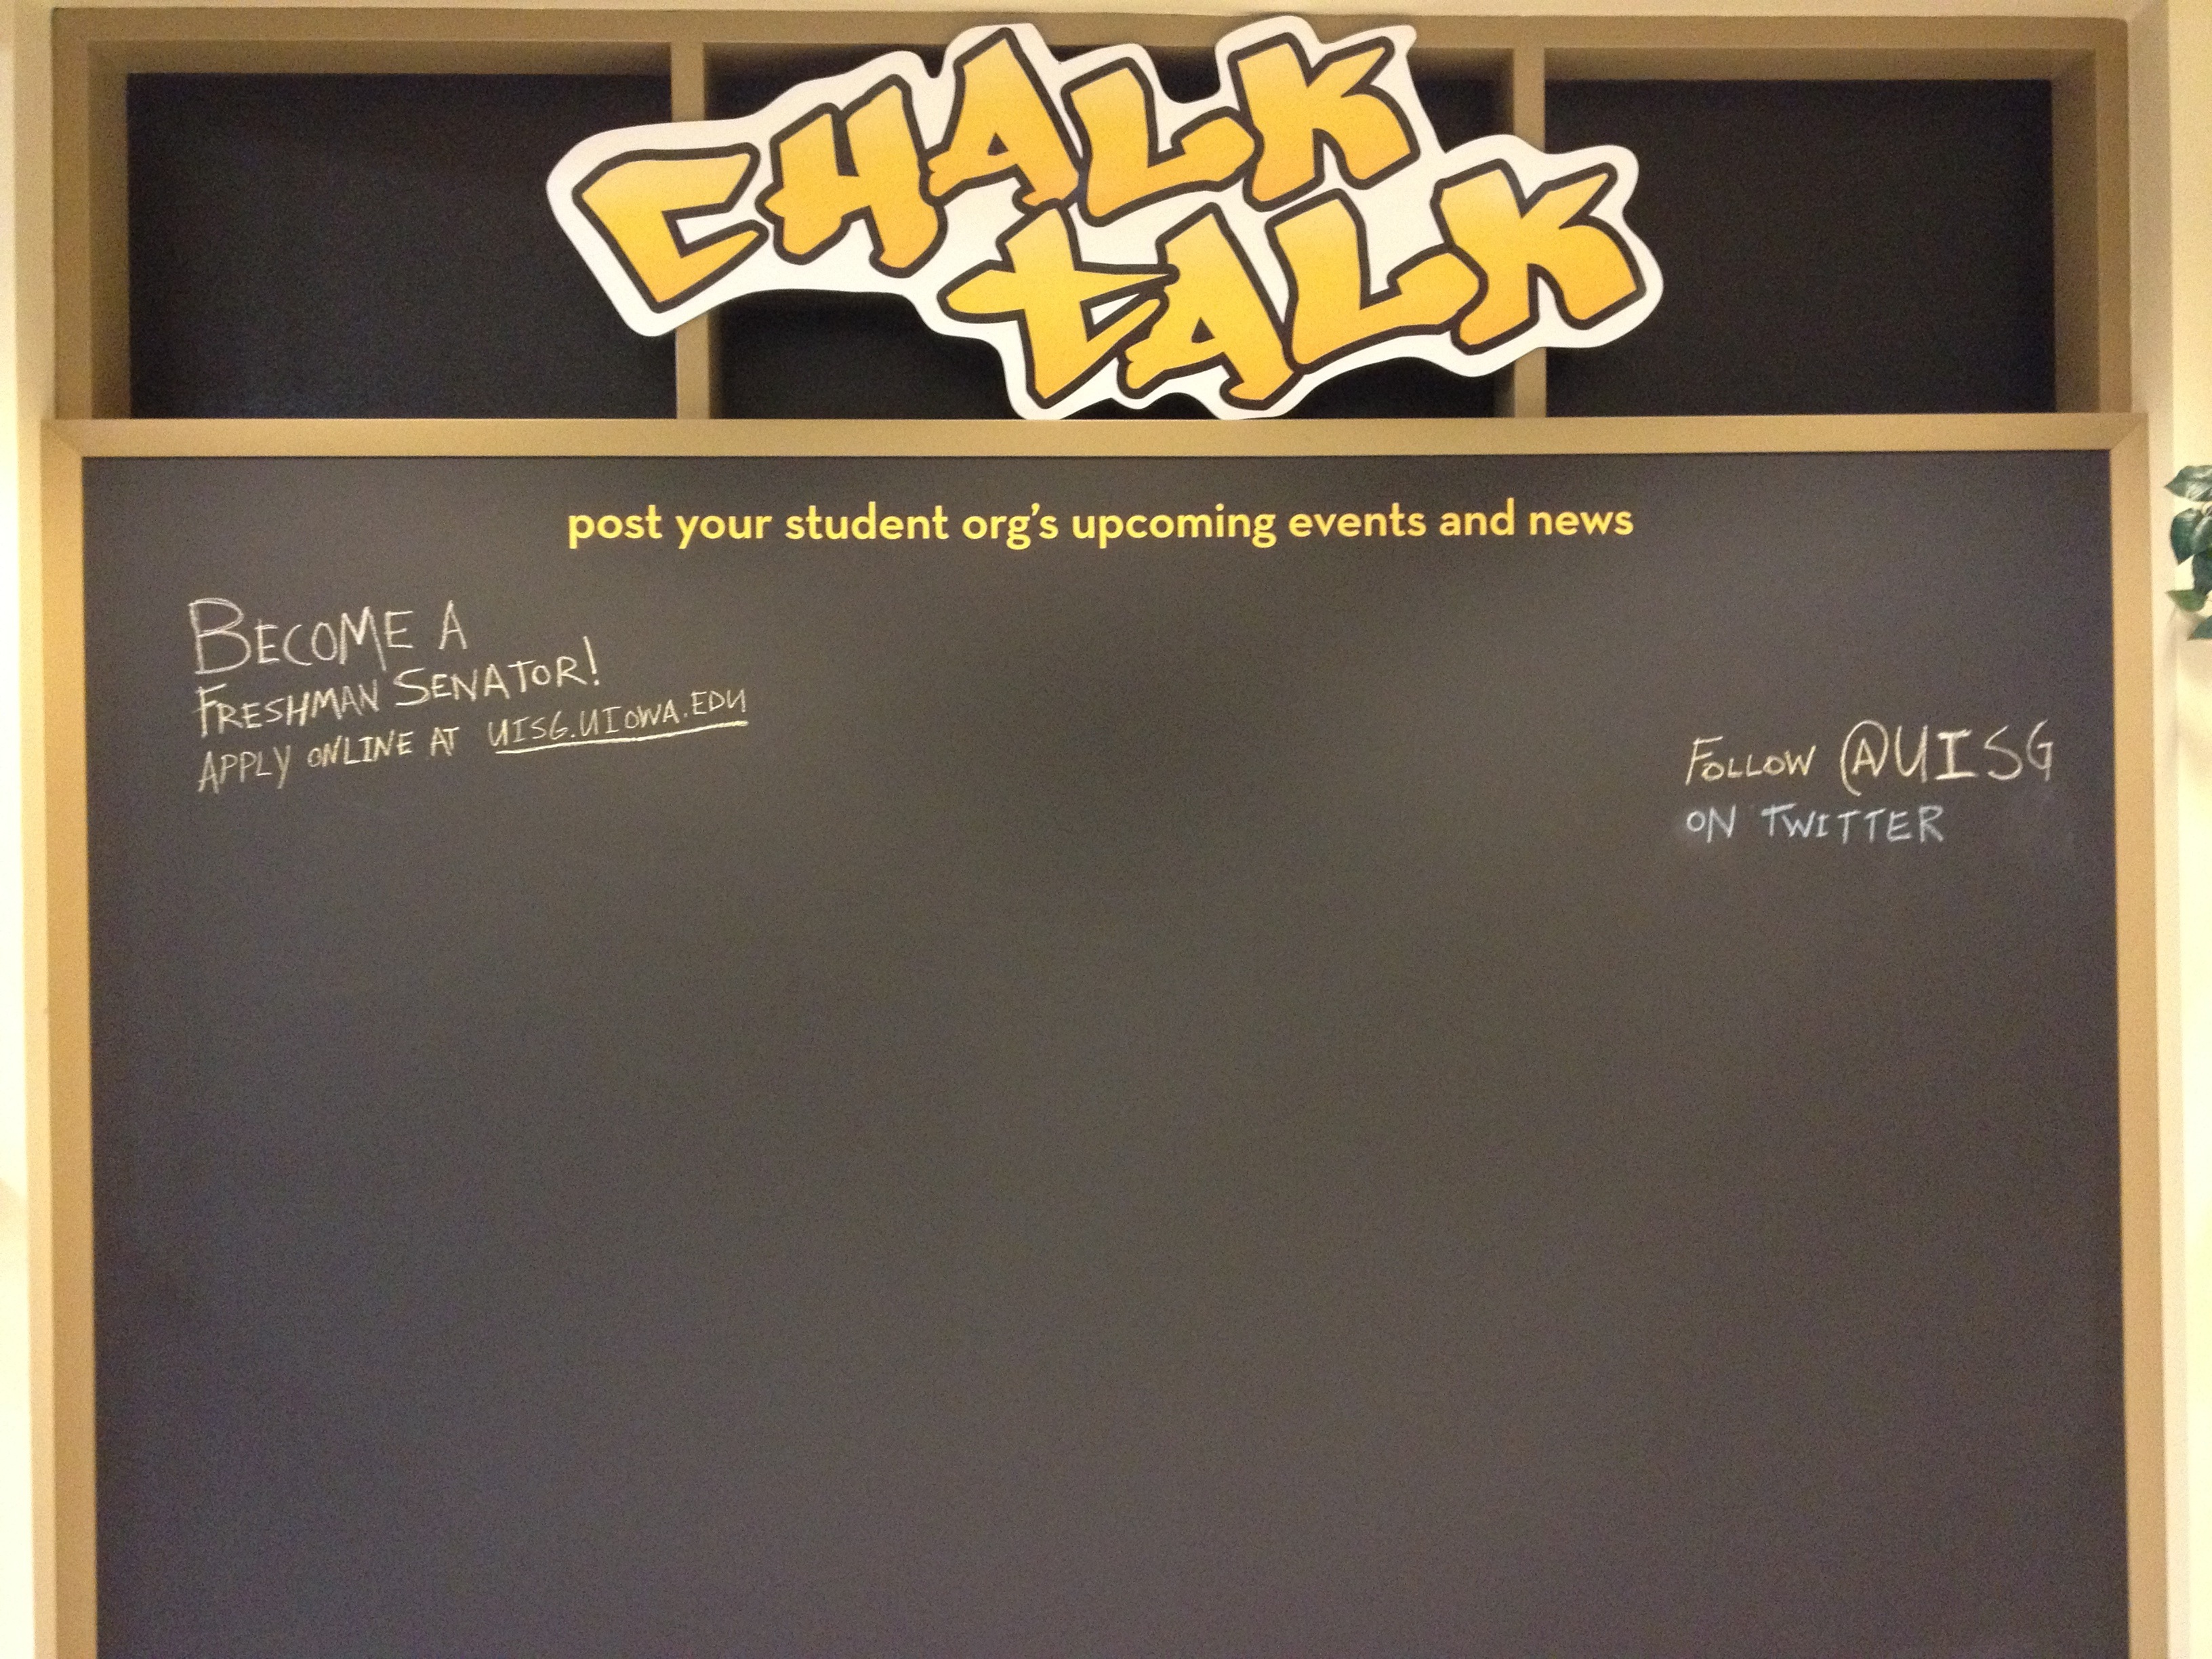 CHALK
tALK
post your student org's upcoming events and news
BECOME A
FRESHMAN SENATOR!
APPLY ONLINE AT UISG.UIOWA.EDU
FOLLOW @UISG
ON TWITTER